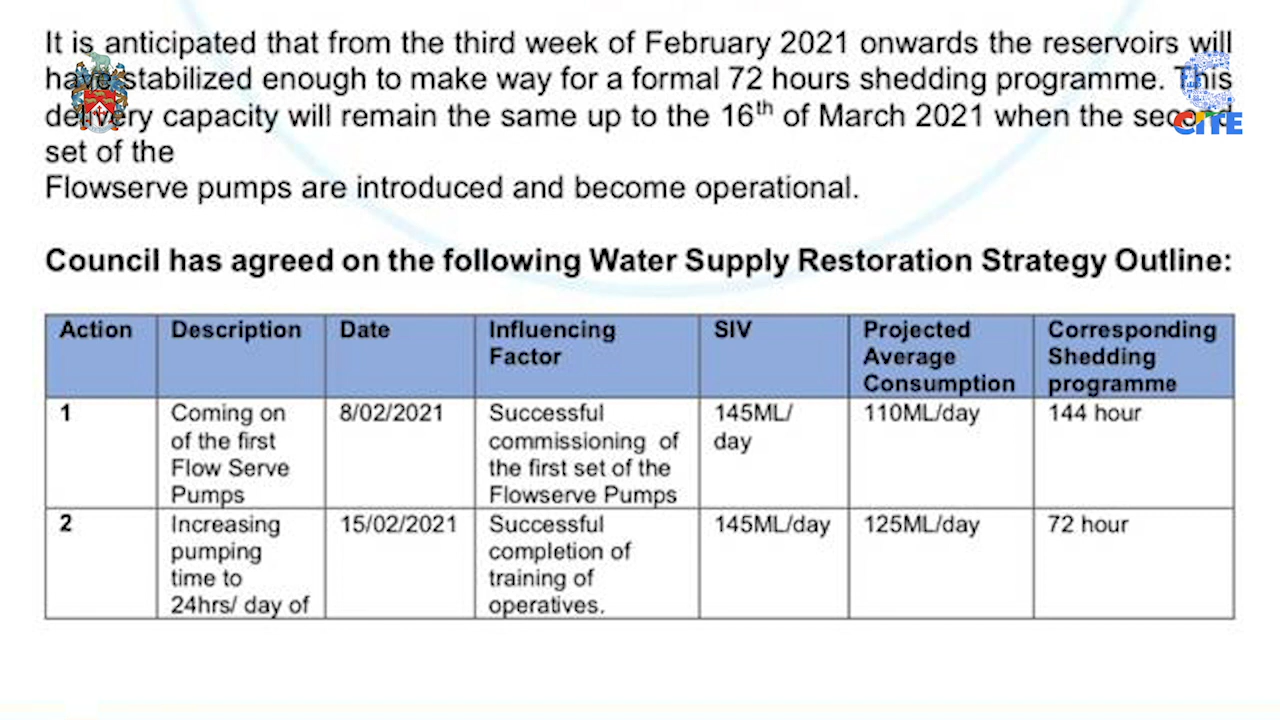 It is anticipated that from the third week of February 2021 onwards the reservoirs will
have stabilized enough to make way for a formal 72 hours shedding programme. This
delivery capacity will remain the same up to the 16th of March 2021 when the second
set of the
Flowserve pumps are introduced and become operational.
CITE
Council has agreed on the following Water Supply Restoration Strategy Outline:
Action Description Date Influencing Factor SIV Projected Average Consumption Corresponding Shedding programme
1
Coming on
of the first
Flow Serve
Pumps
8/02/2021
Successful
commissioning of
the first set of the
Flowserve Pumps
145ML/
day
110ML/day
144 hour
2
Increasing
pumping
time to
24hrs/ day of
15/02/2021
Successful
completion of
training of
operatives.
145ML/day
125ML/day
72 hour